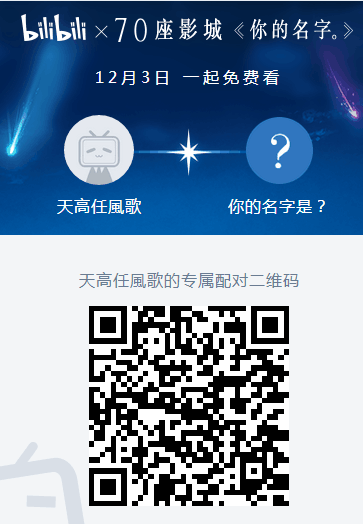 bilibili × 70座影城《你的名字。》
12月3日 一起免费看
?
天高任風歌 你的名字是？
天高任風歌的专属配对二维码